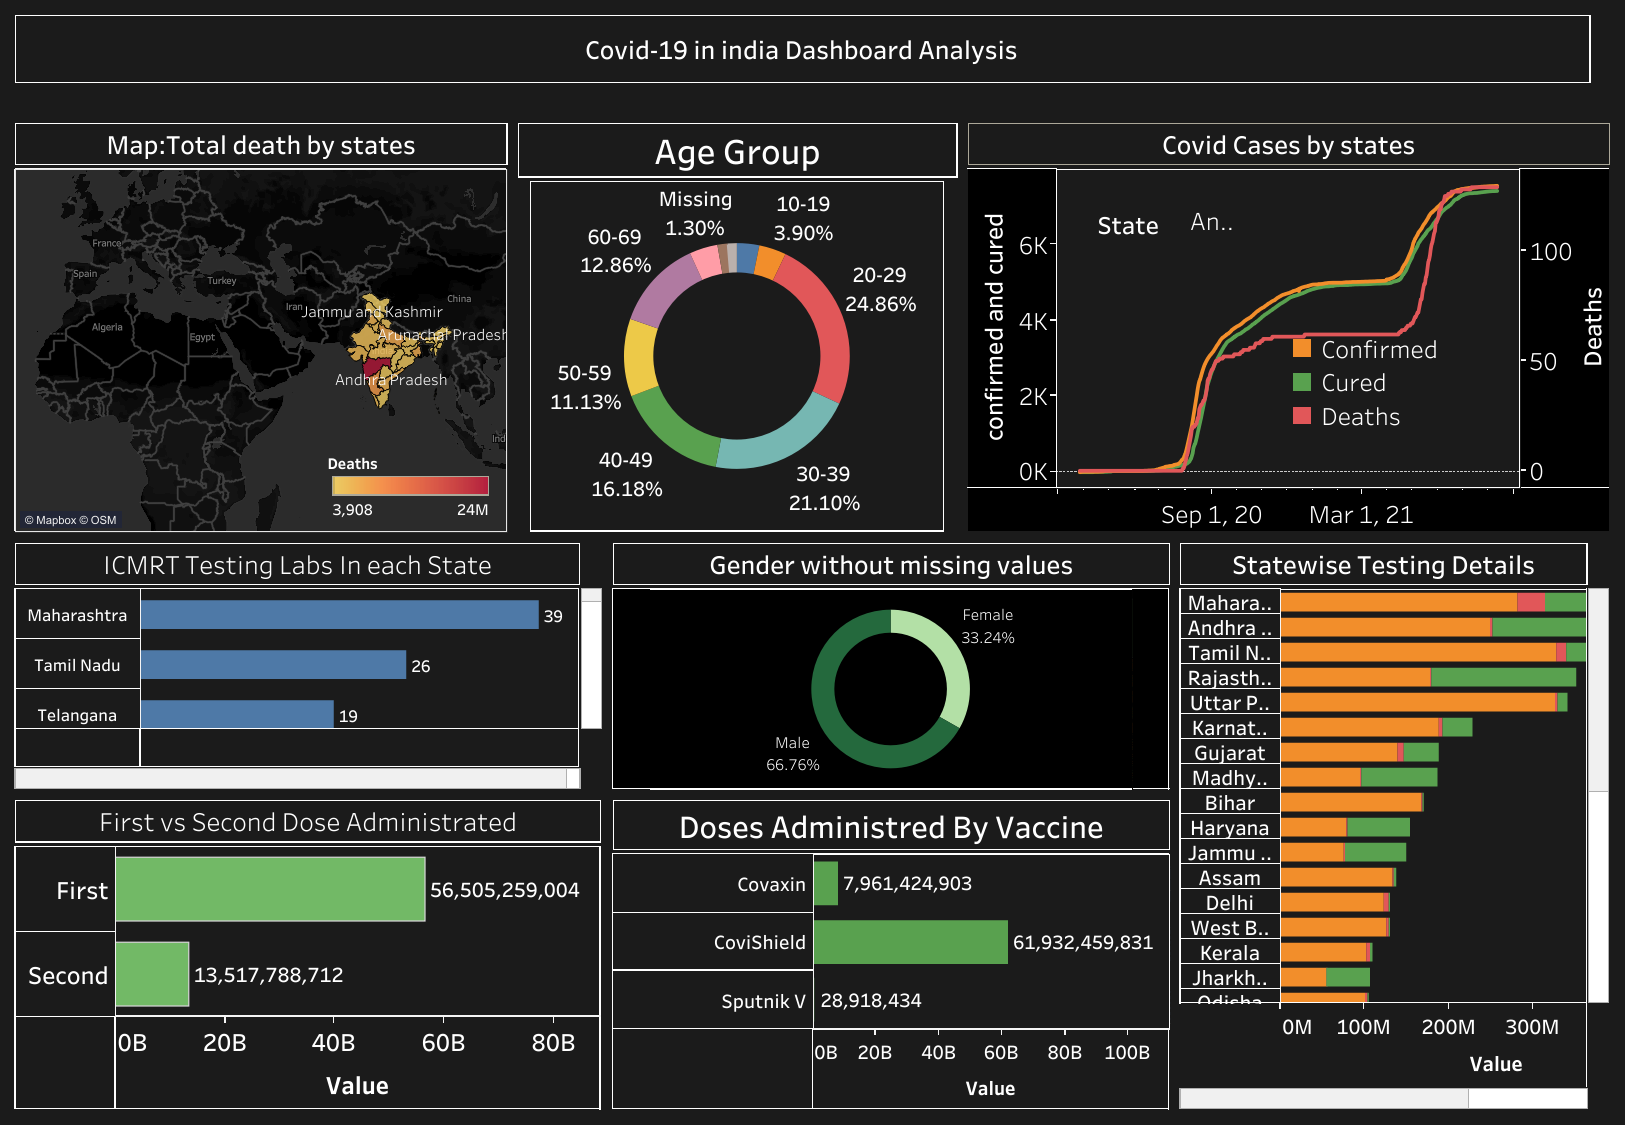 Covid-19 in india Dashboard Analysis
Map:Total death by states
France
Spain
Turkey
China
Iran
Algeria
Egypt
Jammu and Kashmir
Arunachal Pradesh
Andhra Pradesh
Ind
Deaths
3,908
24M
© Mapbox © OSM
Age Group
Missing
1.30%
10-19
3.90%
60-69
12.86%
20-29
24.86%
50-59
11.13%
40-49
16.18%
30-39
21.10%
Covid Cases by states
confirmed and cured
State
An..
6K
4K
2K
0K
100
50
0
Deaths
Confirmed
Cured
Deaths
Sep 1, 20
Mar 1, 21
ICMRT Testing Labs In each State
Maharashtra
39
Tamil Nadu
26
Telangana
19
Gender without missing values
Female
33.24%
Male
66.76%
Statewise Testing Details
Mahara..
Andhra ..
Tamil N..
Rajasth..
Uttar P..
Karnat..
Gujarat
Madhy..
Bihar
Haryana
Jammu ..
Assam
Delhi
West B..
Kerala
Jharkh..
Odisha
0M 100M 200M 300M
Value
First vs Second Dose Administrated
First
56,505,259,004
Second
13,517,788,712
0B 20B 40B 60B 80B
Value
Doses Administred By Vaccine
Covaxin
7,961,424,903
CoviShield
61,932,459,831
Sputnik V
28,918,434
0B 20B 40B 60B 80B 100B
Value